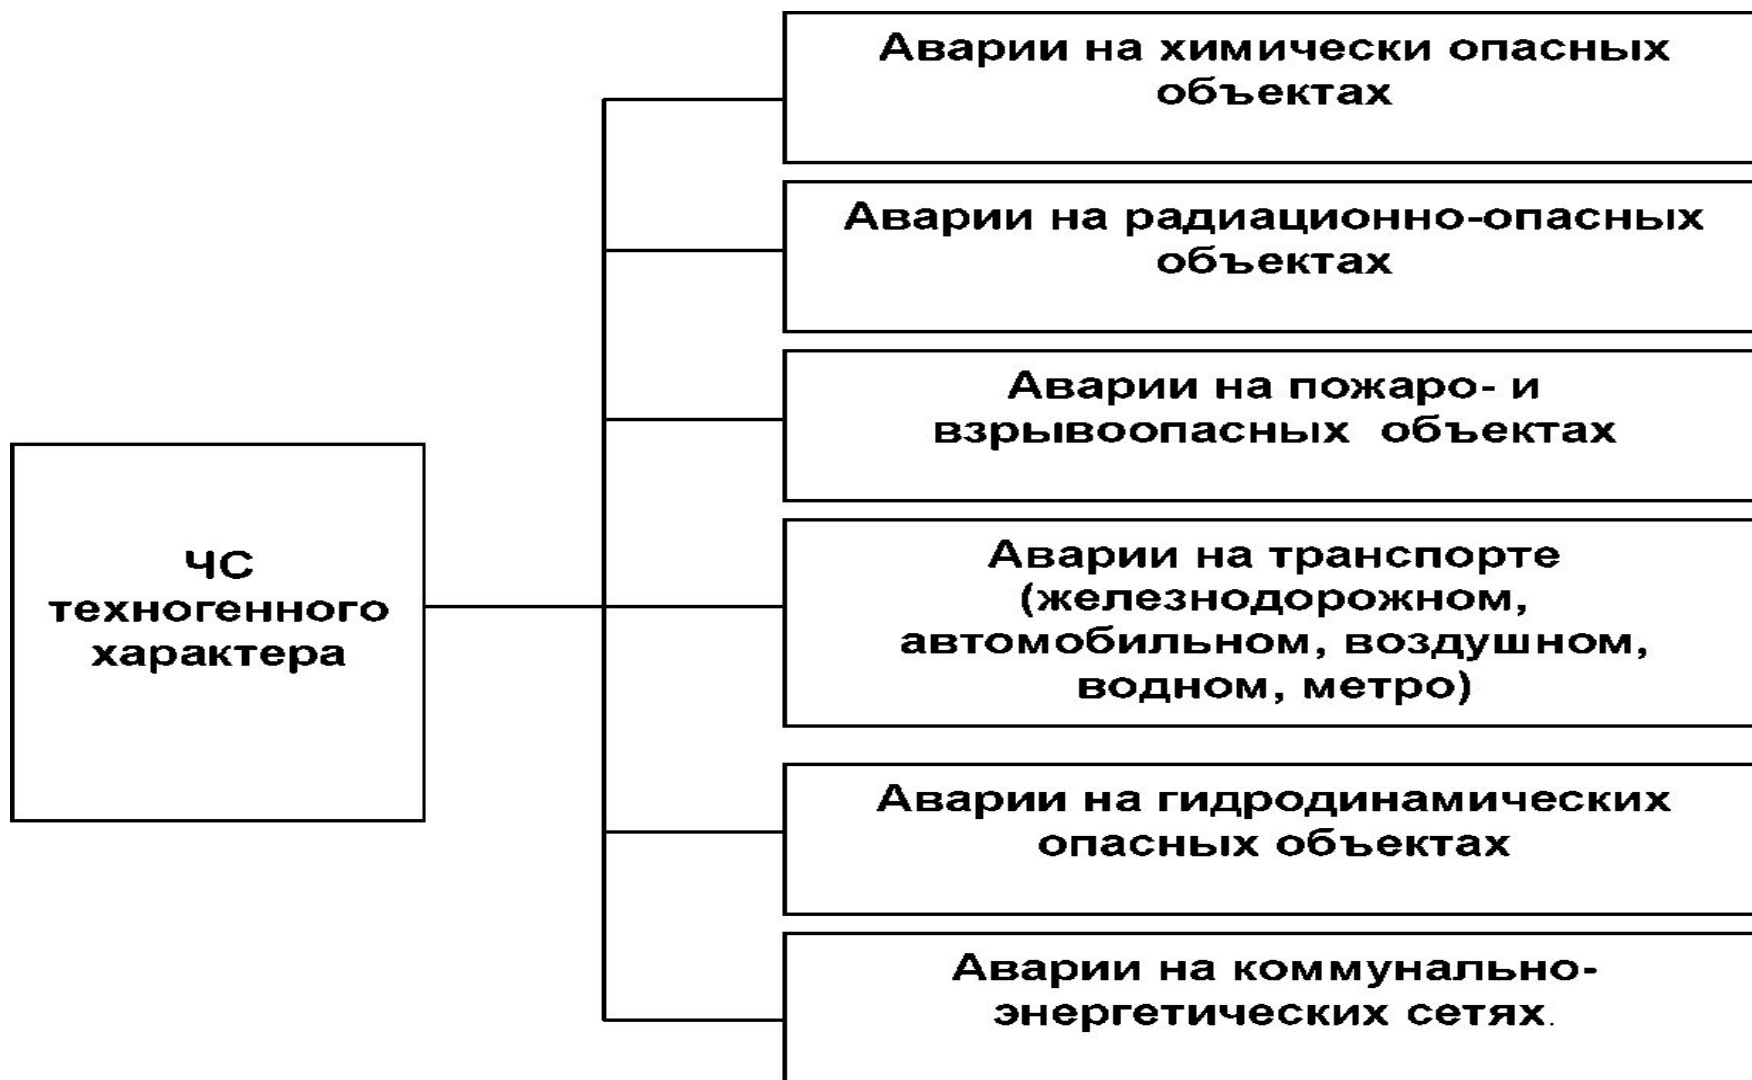 Аварии на химически опасных
объектах
Аварии на радиационно-опасных
объектах
Аварии на пожаро- и
взрывоопасных объектах
ЧС
техногенного
характера
Аварии на транспорте
(железнодорожном,
автомобильном, воздушном,
водном, метро)
Аварии на гидродинамических
опасных объектах
Аварии на коммунально-
энергетических сетях.